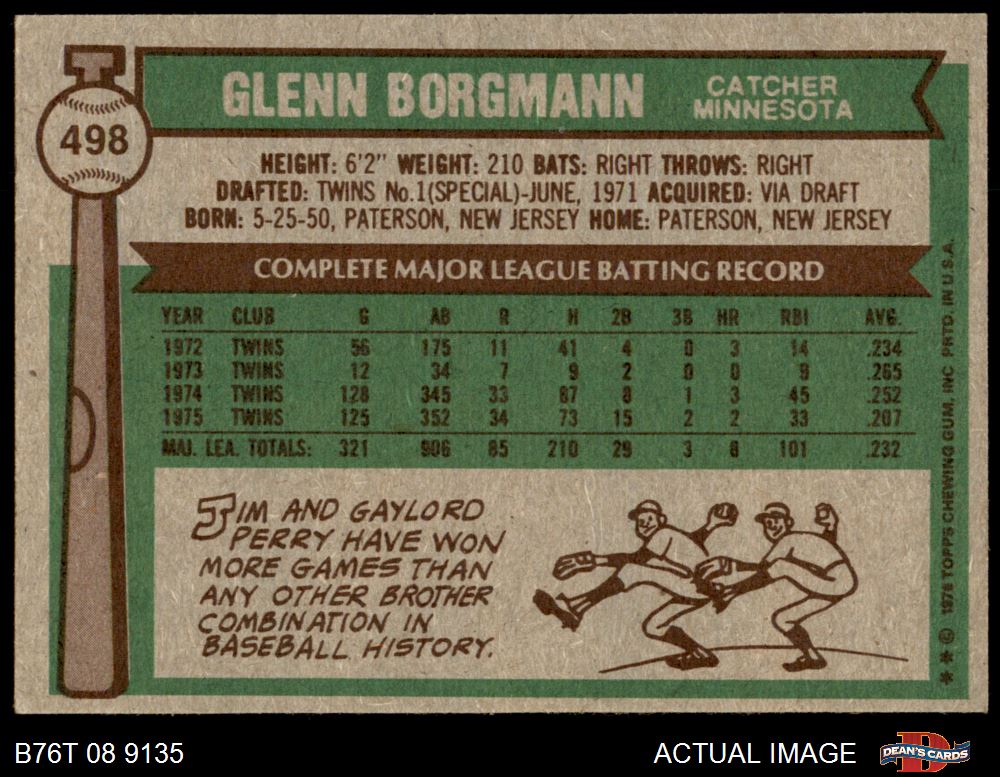 498
GLENN BORGMANN
CATCHER
MINNESOTA
HEIGHT: 6'2" WEIGHT: 210 BATS: RIGHT THROWS: RIGHT
DRAFTED: TWINS No.1(SPECIAL)-JUNE, 1971 ACQUIRED: VIA DRAFT
BORN: 5-25-50, PATERSON, NEW JERSEY HOME: PATERSON, NEW JERSEY
COMPLETE MAJOR LEAGUE BATTING RECORD
YEAR CLUB G AB R H 2B 3B HR RBI AVG.
1972 TWINS 56 175 11 41 4 0 3 14 .234
1973 TWINS 12 34 7 9 2 0 0 9 .265
1974 TWINS 128 345 33 87 8 1 3 45 .252
1975 TWINS 125 352 34 73 15 2 2 33 .207
MAJ. LEA. TOTALS: 321 906 85 210 29 3 8 101 .232
JIM AND GAYLORD
PERRY HAVE WON
MORE GAMES THAN
ANY OTHER BROTHER
COMBINATION IN
BASEBALL HISTORY.
** © 1976 TOPPS CHEWING GUM, INC PRTD. IN U.S.A.
B76T 08 9135
ACTUAL IMAGE
DEAN'S CARDS